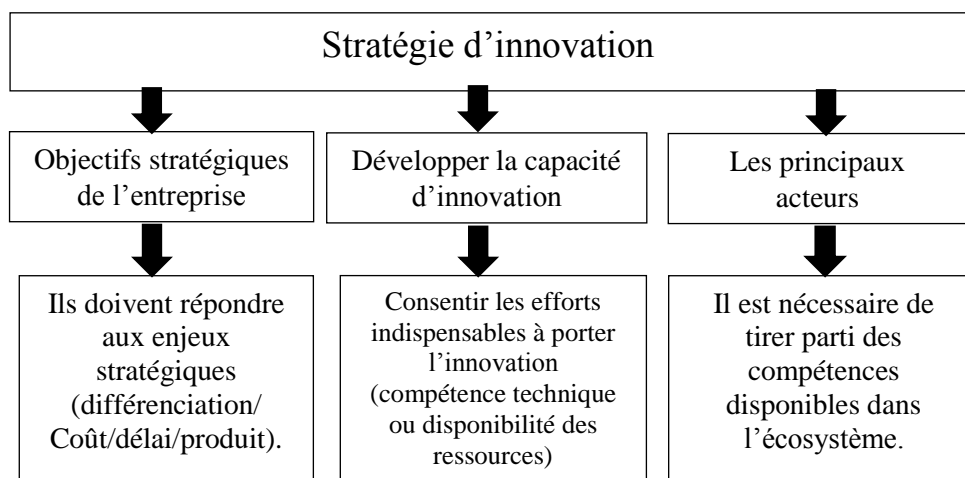 Stratégie d’innovation
Objectifs stratégiques
de l’entreprise
Développer la capacité
d’innovation
Les principaux
acteurs
Ils doivent répondre
aux enjeux
stratégiques
(différenciation/
Coût/délai/produit).
Consentir les efforts
indispensables à porter
l’innovation
(compétence technique
ou disponibilité des
ressources)
Il est nécessaire de
tirer parti des
compétences
disponibles dans
l’écosystème.